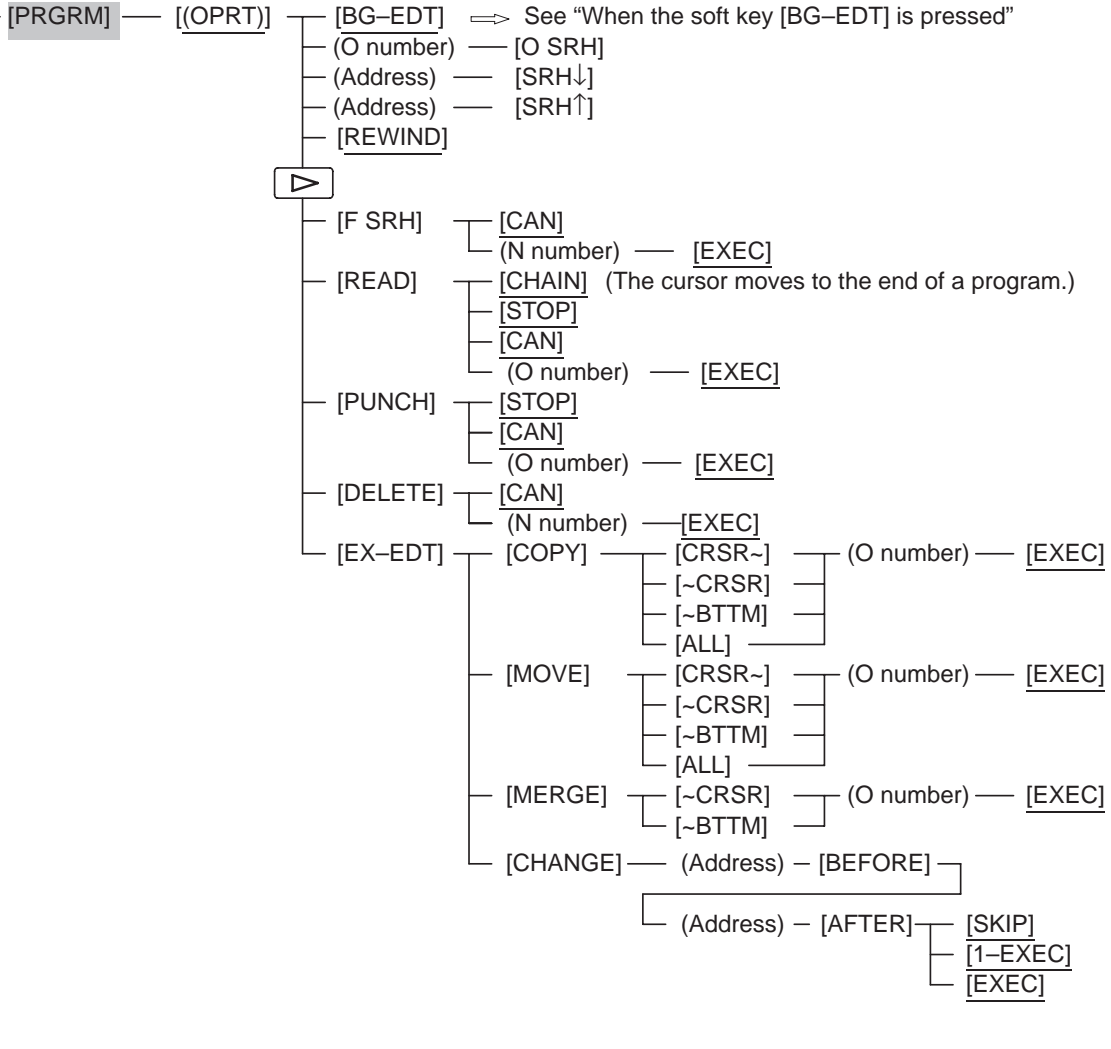 [PRGRM] [(OPRT)] [BG–EDT] See “When the soft key [BG–EDT] is pressed”
(O number) [O SRH]
(Address) [SRH↓]
(Address) [SRH↑]
[REWIND]
[F SRH] [CAN]
(N number) [EXEC]
[READ] [CHAIN] (The cursor moves to the end of a program.)
[STOP]
[CAN]
(O number) [EXEC]
[PUNCH] [STOP]
[CAN]
(O number) [EXEC]
[DELETE] [CAN]
(N number) [EXEC]
[EX–EDT] [COPY] [CRSR~] (O number) [EXEC]
[~CRSR]
[~BTTM]
[ALL]
[MOVE] [CRSR~] (O number) [EXEC]
[~CRSR]
[~BTTM]
[ALL]
[MERGE] [~CRSR] (O number) [EXEC]
[~BTTM]
[CHANGE] (Address) [BEFORE]
(Address) [AFTER] [SKIP]
[1–EXEC]
[EXEC]